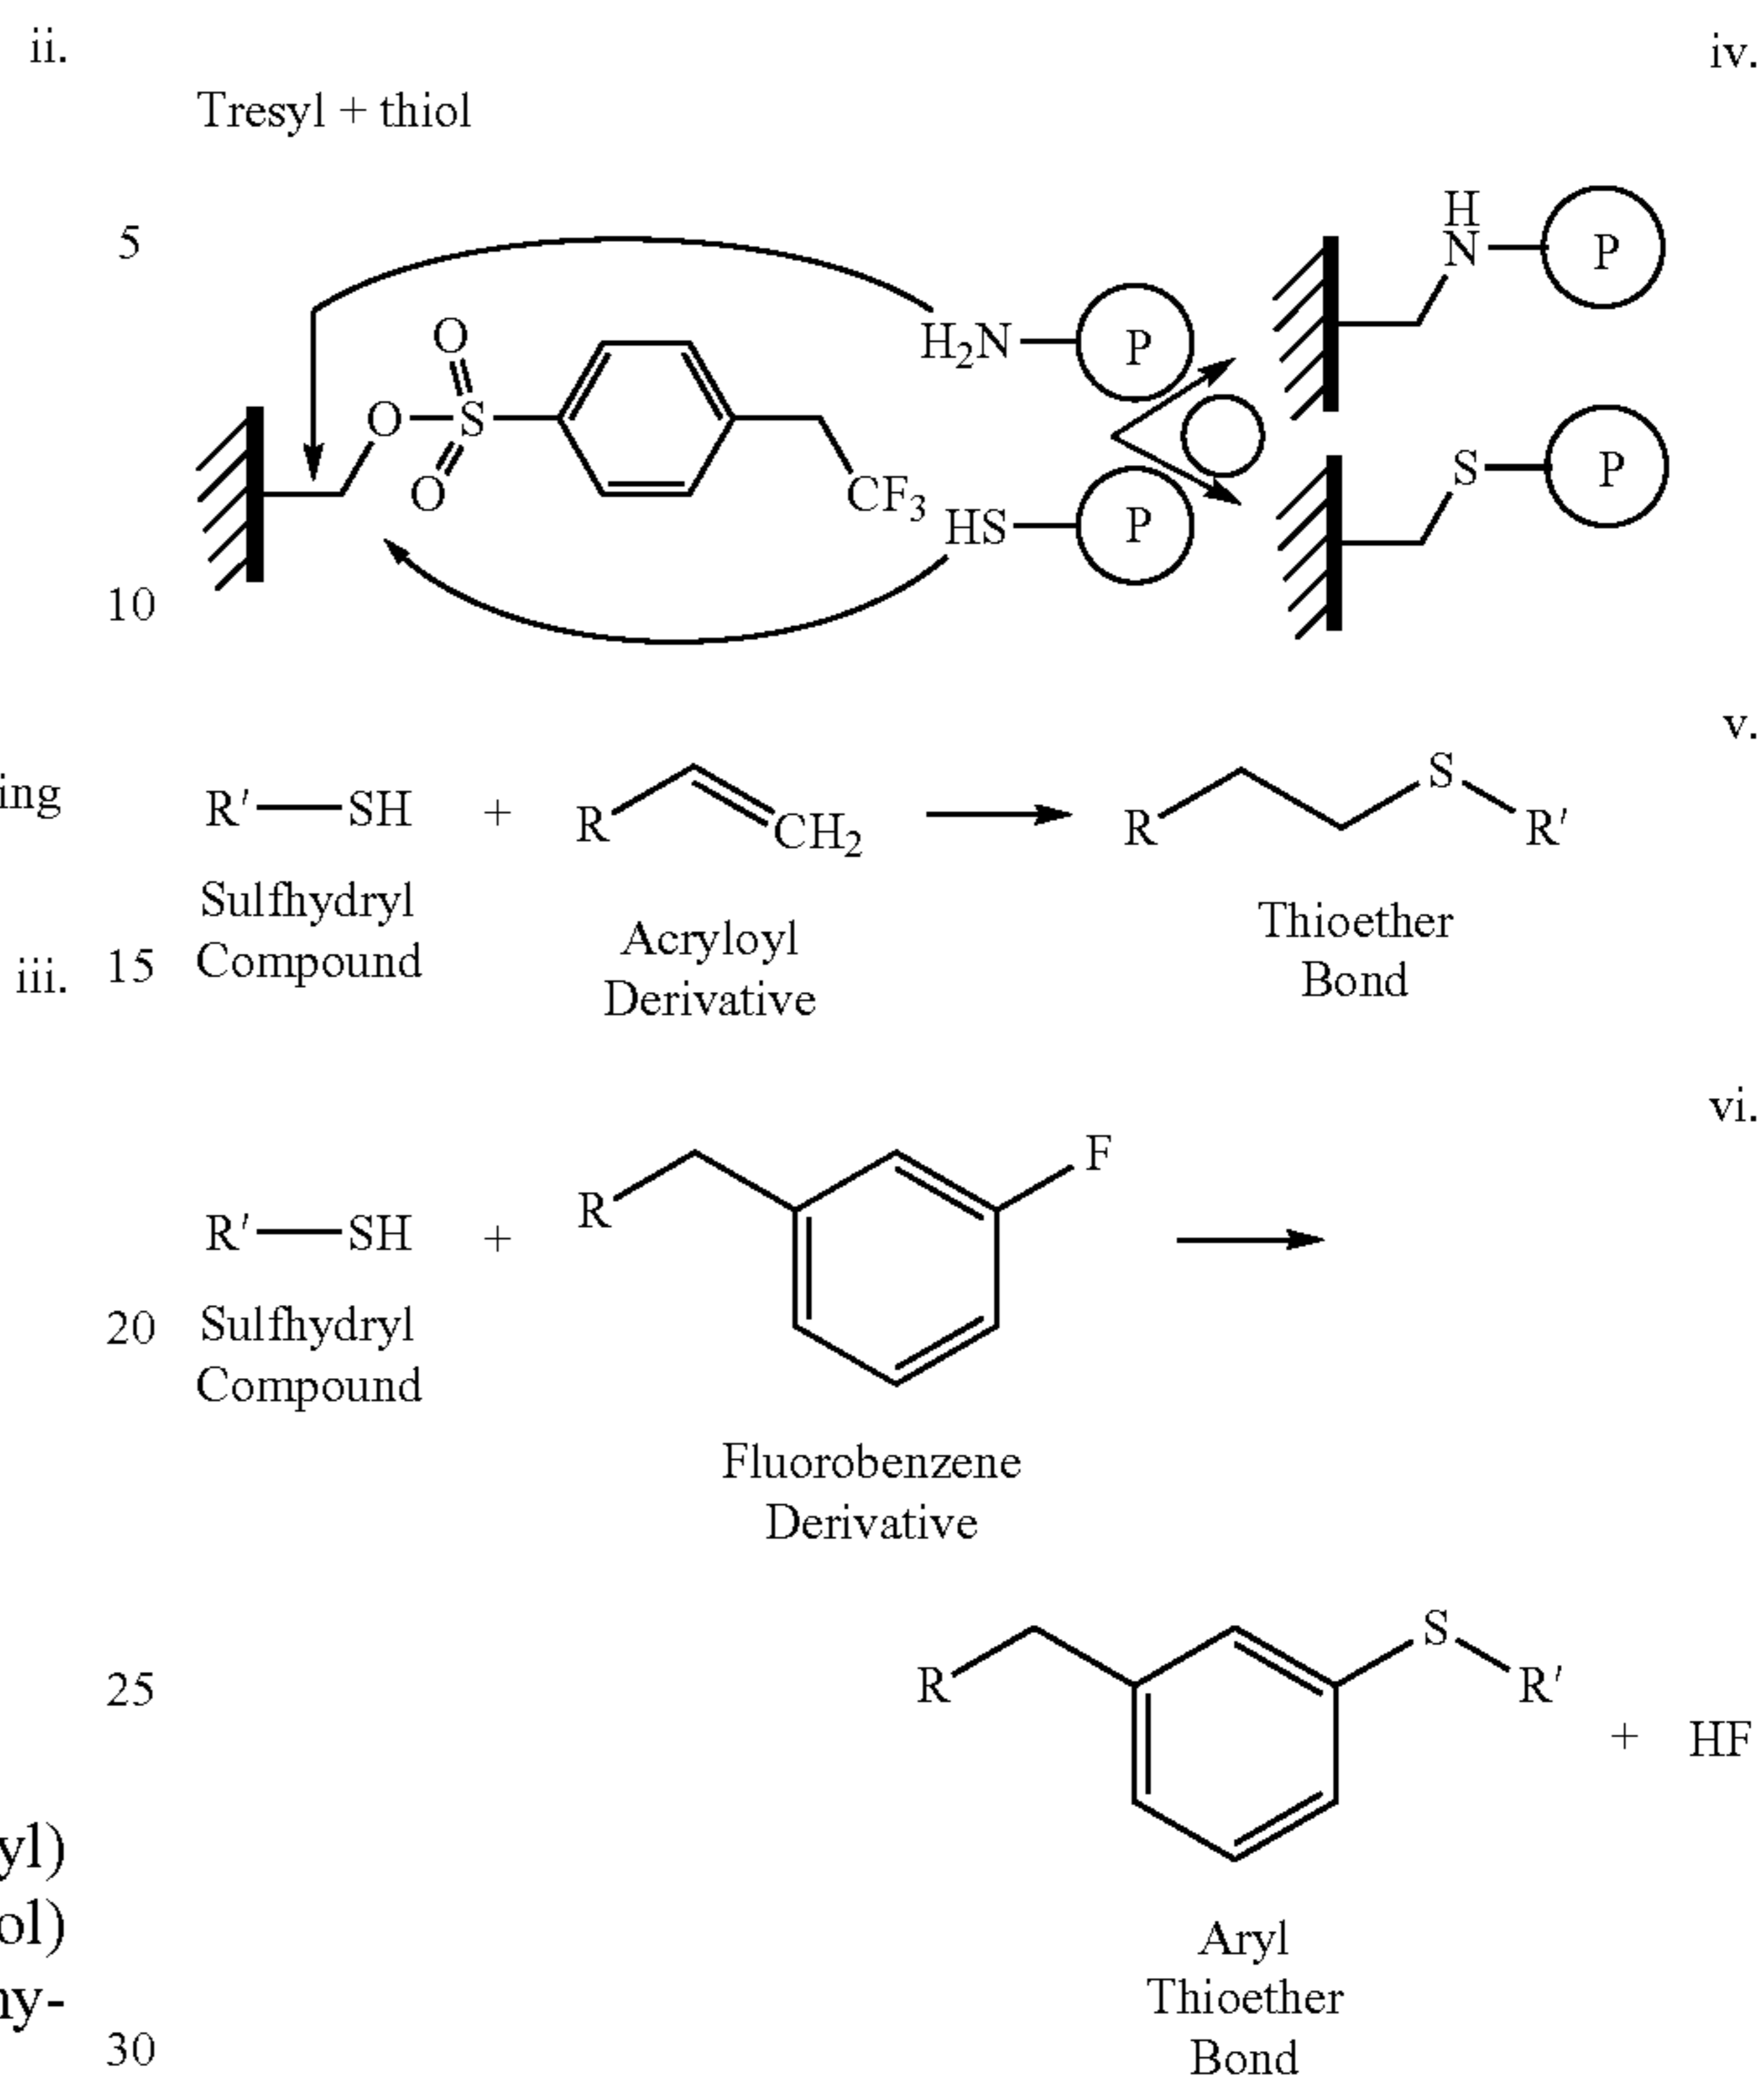 ii.
iv.
Tresyl + thiol
5
H
N
P
H₂N
P
O
O
S
O
CF₃
HS
P
S
P
10
v.
ing
R′ SH + R CH₂ R S R′
Sulfhydryl
Compound
Acryloyl
Derivative
Thioether
Bond
iii.
15
vi.
R′ SH + R F
20
Sulfhydryl
Compound
Fluorobenzene
Derivative
25
R S R′ + HF
yl)
ol)
ny-
Aryl
Thioether
Bond
30